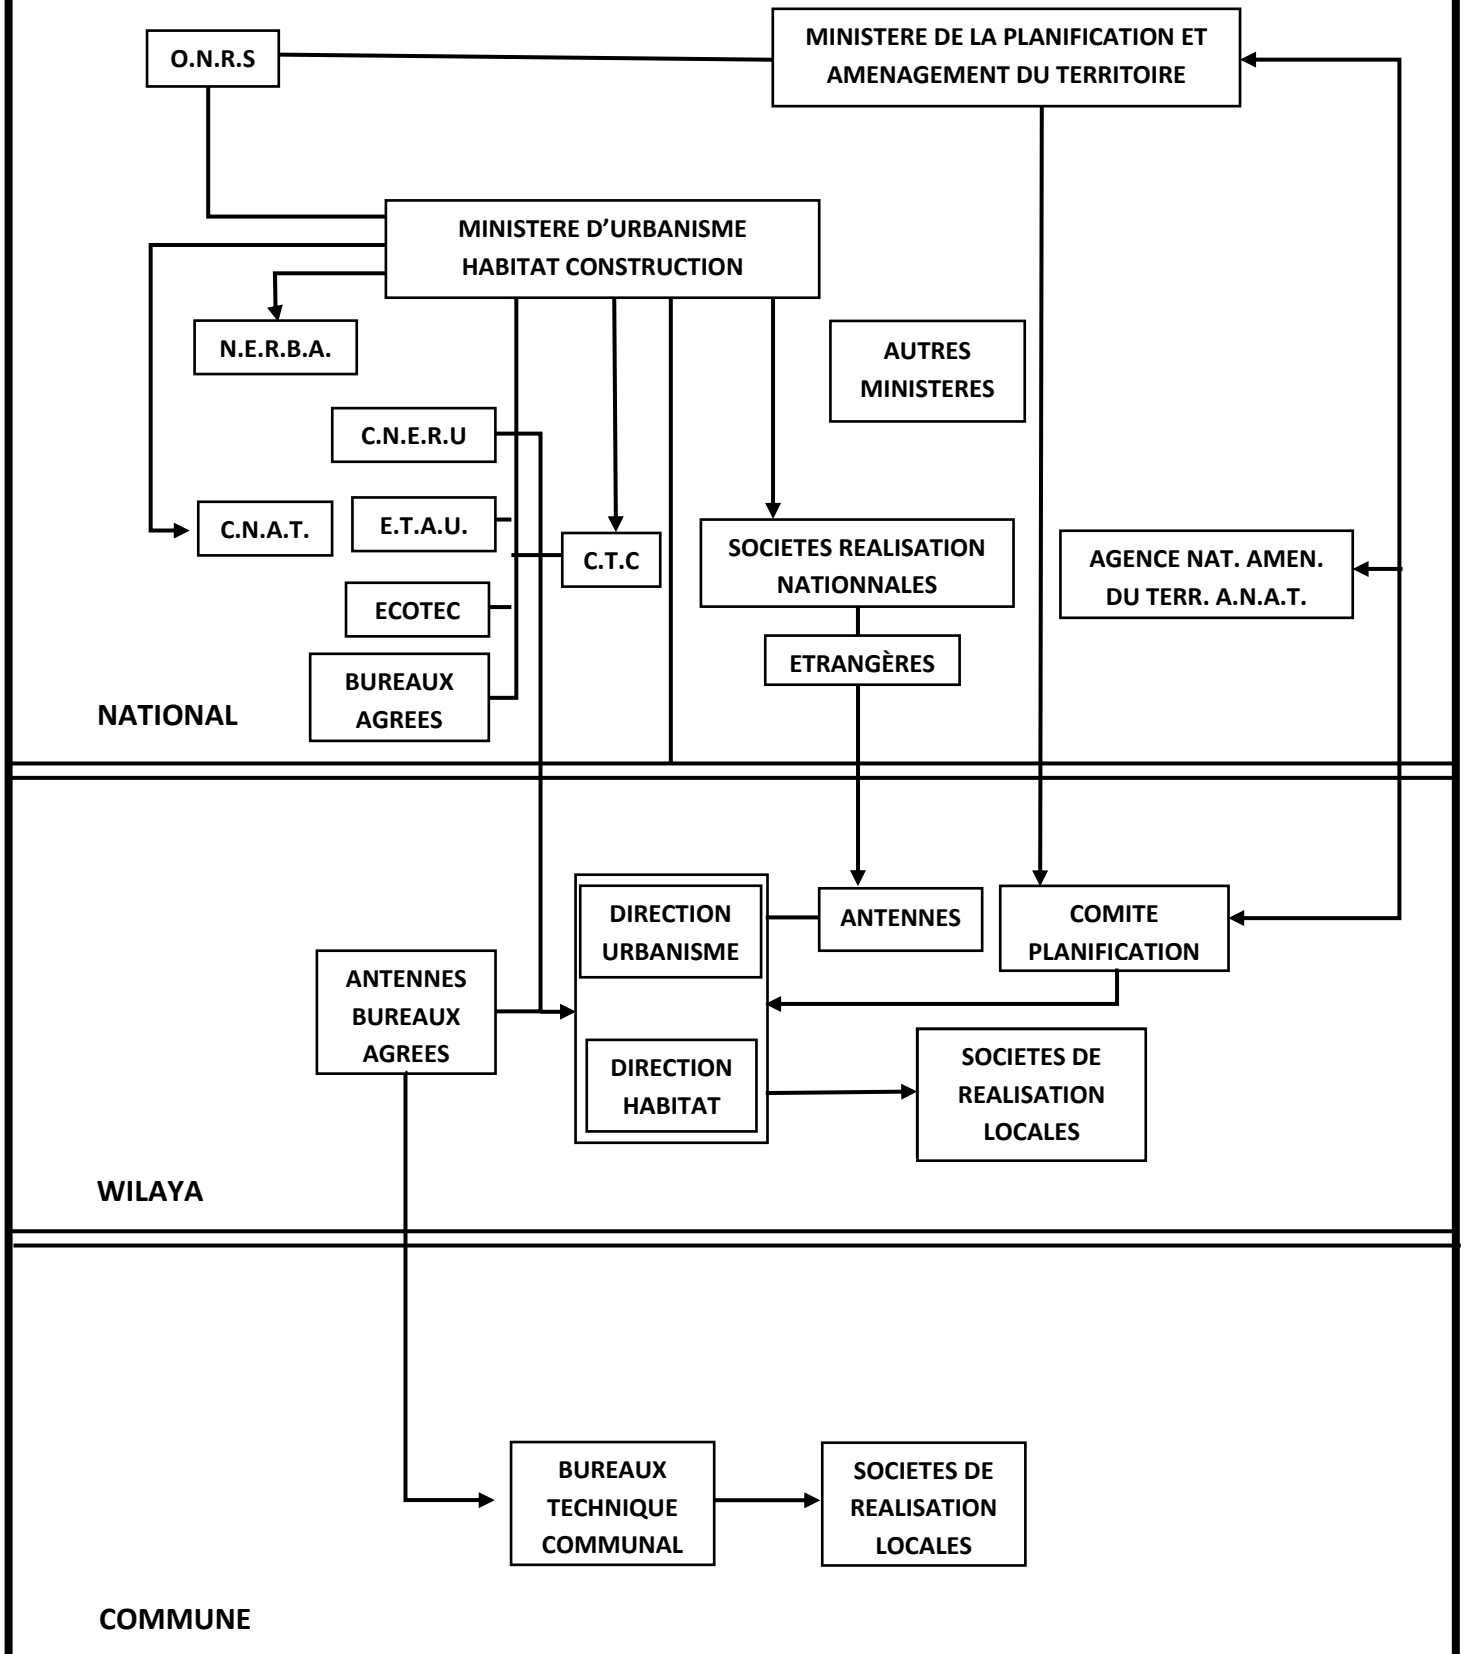 O.N.R.S
MINISTERE DE LA PLANIFICATION ET
AMENAGEMENT DU TERRITOIRE
MINISTERE D’URBANISME
HABITAT CONSTRUCTION
N.E.R.B.A.
AUTRES
MINISTERES
C.N.E.R.U
C.N.A.T.
E.T.A.U.
C.T.C
SOCIETES REALISATION
NATIONNALES
AGENCE NAT. AMEN.
DU TERR. A.N.A.T.
ECOTEC
ETRANGÈRES
BUREAUX
AGREES
NATIONAL
DIRECTION
URBANISME
ANTENNES
COMITE
PLANIFICATION
ANTENNES
BUREAUX
AGREES
DIRECTION
HABITAT
SOCIETES DE
REALISATION
LOCALES
WILAYA
BUREAUX
TECHNIQUE
COMMUNAL
SOCIETES DE
REALISATION
LOCALES
COMMUNE